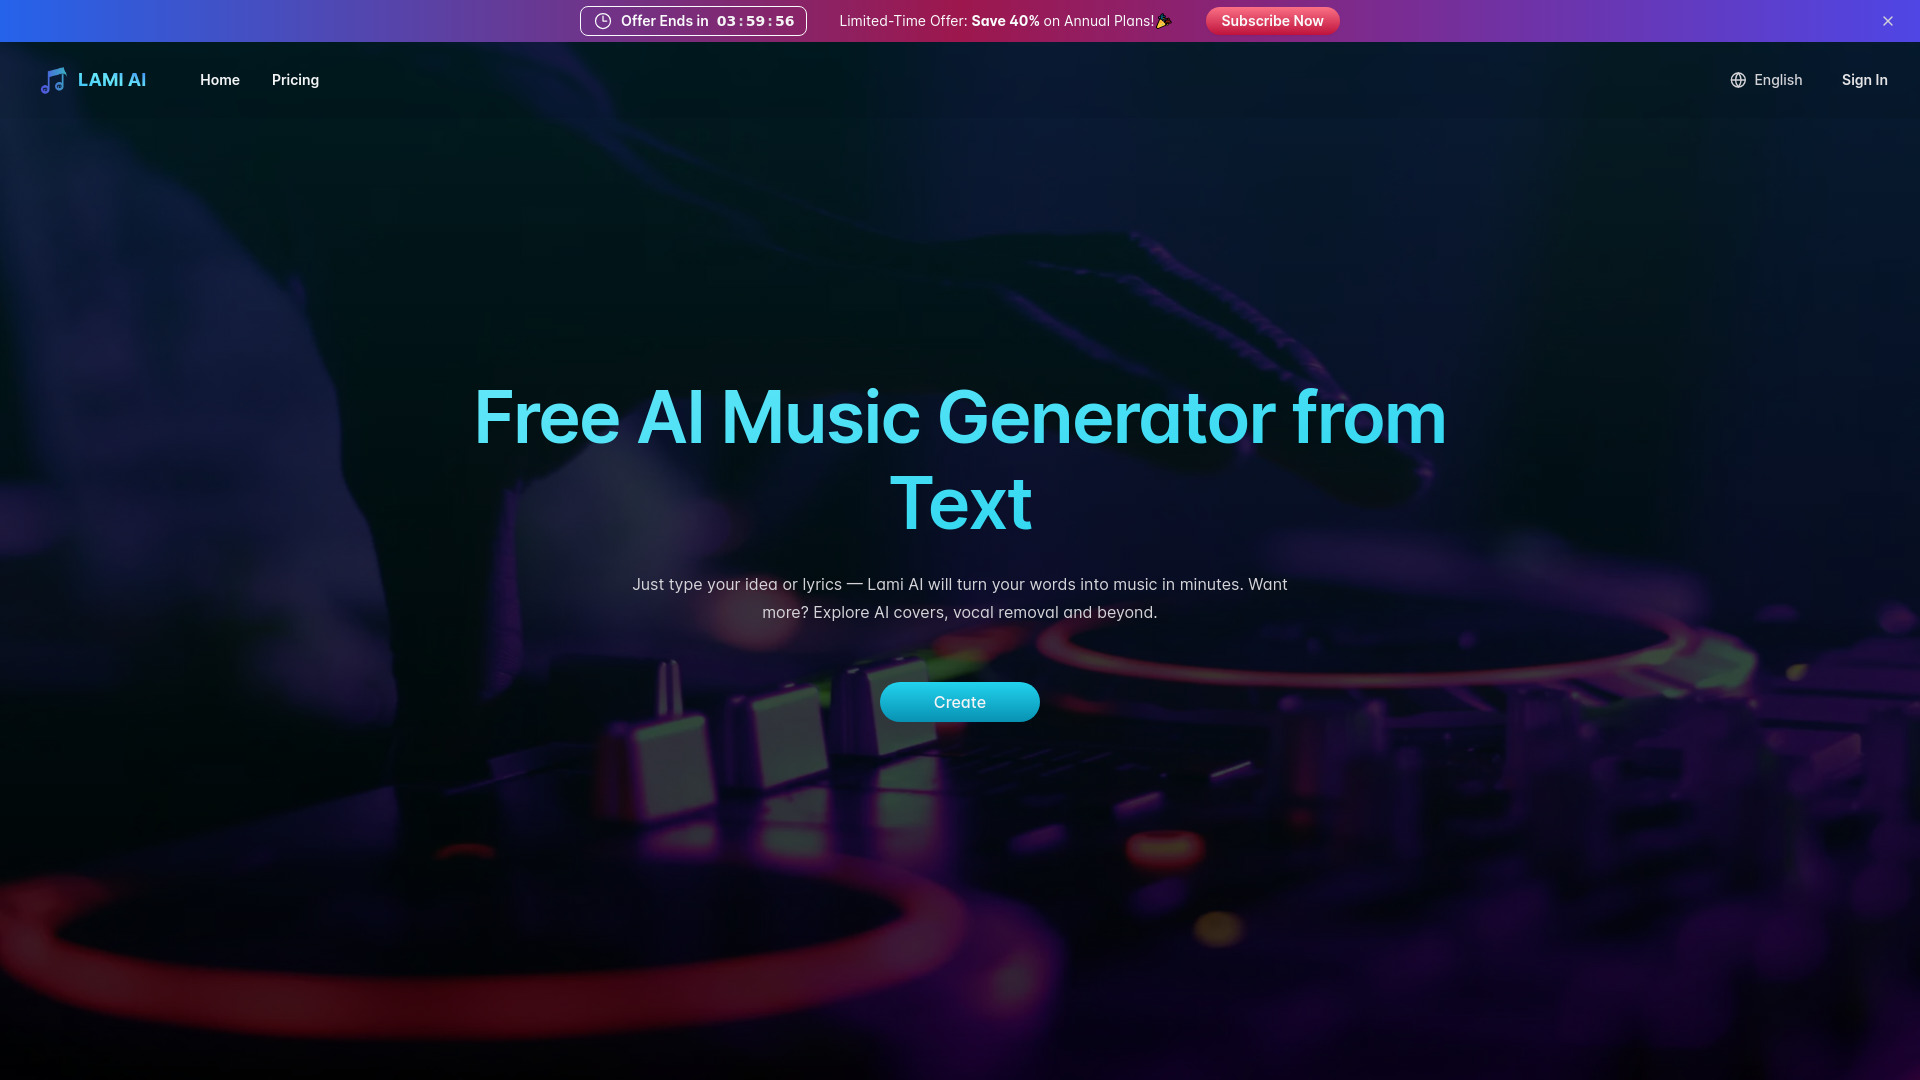 Offer Ends in 03:59:56
Limited-Time Offer: Save 40% on Annual Plans!
Subscribe Now
LAMI AI
Home
Pricing
English
Sign In
Free AI Music Generator from
Text
Just type your idea or lyrics — Lami AI will turn your words into music in minutes. Want
more? Explore AI covers, vocal removal and beyond.
Create